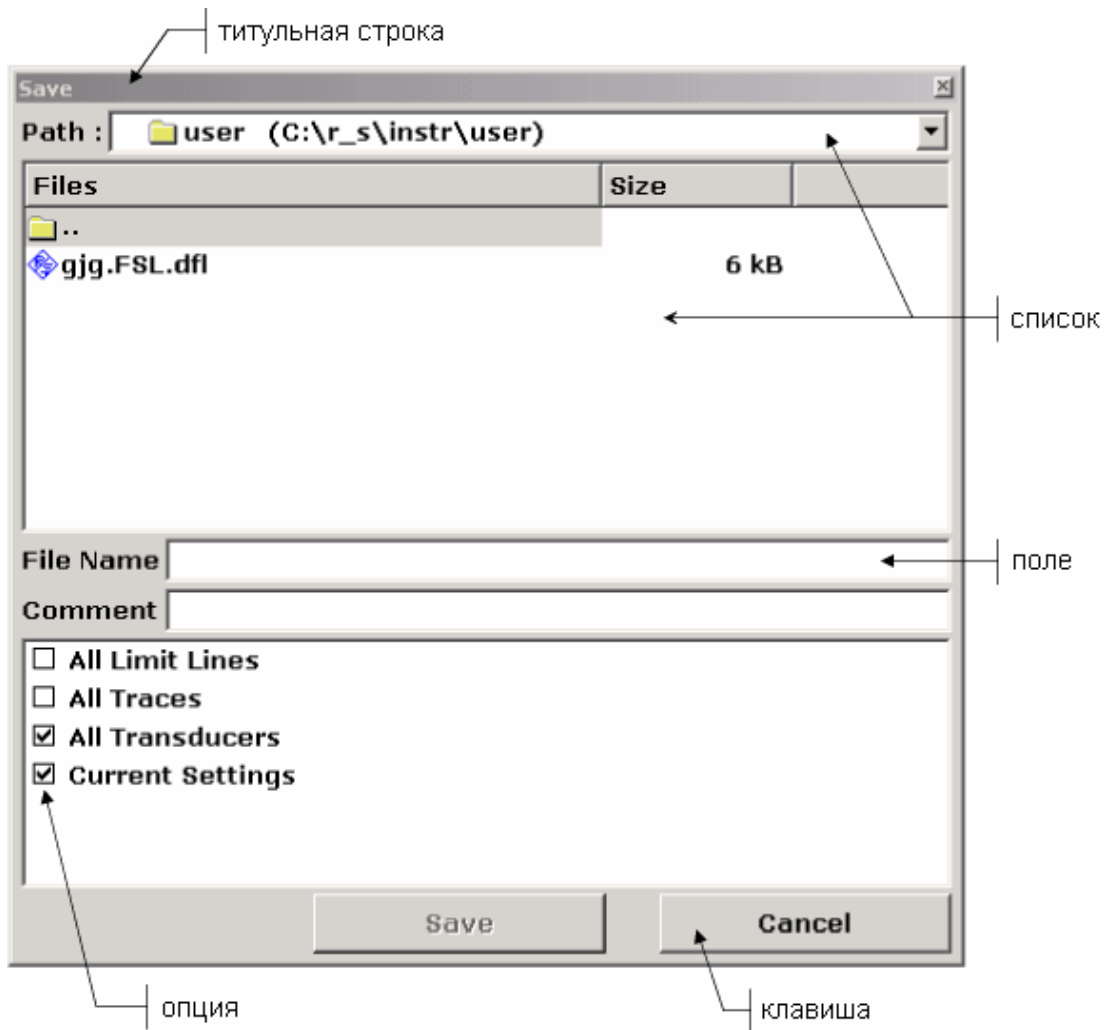 титульная строка
Save
Path : user (C:\r_s\instr\user)
Files Size
..
gjg.FSL.dfl 6 kB
список
File Name
поле
Comment
All Limit Lines
All Traces
All Transducers
Current Settings
Save Cancel
опция
клавиша